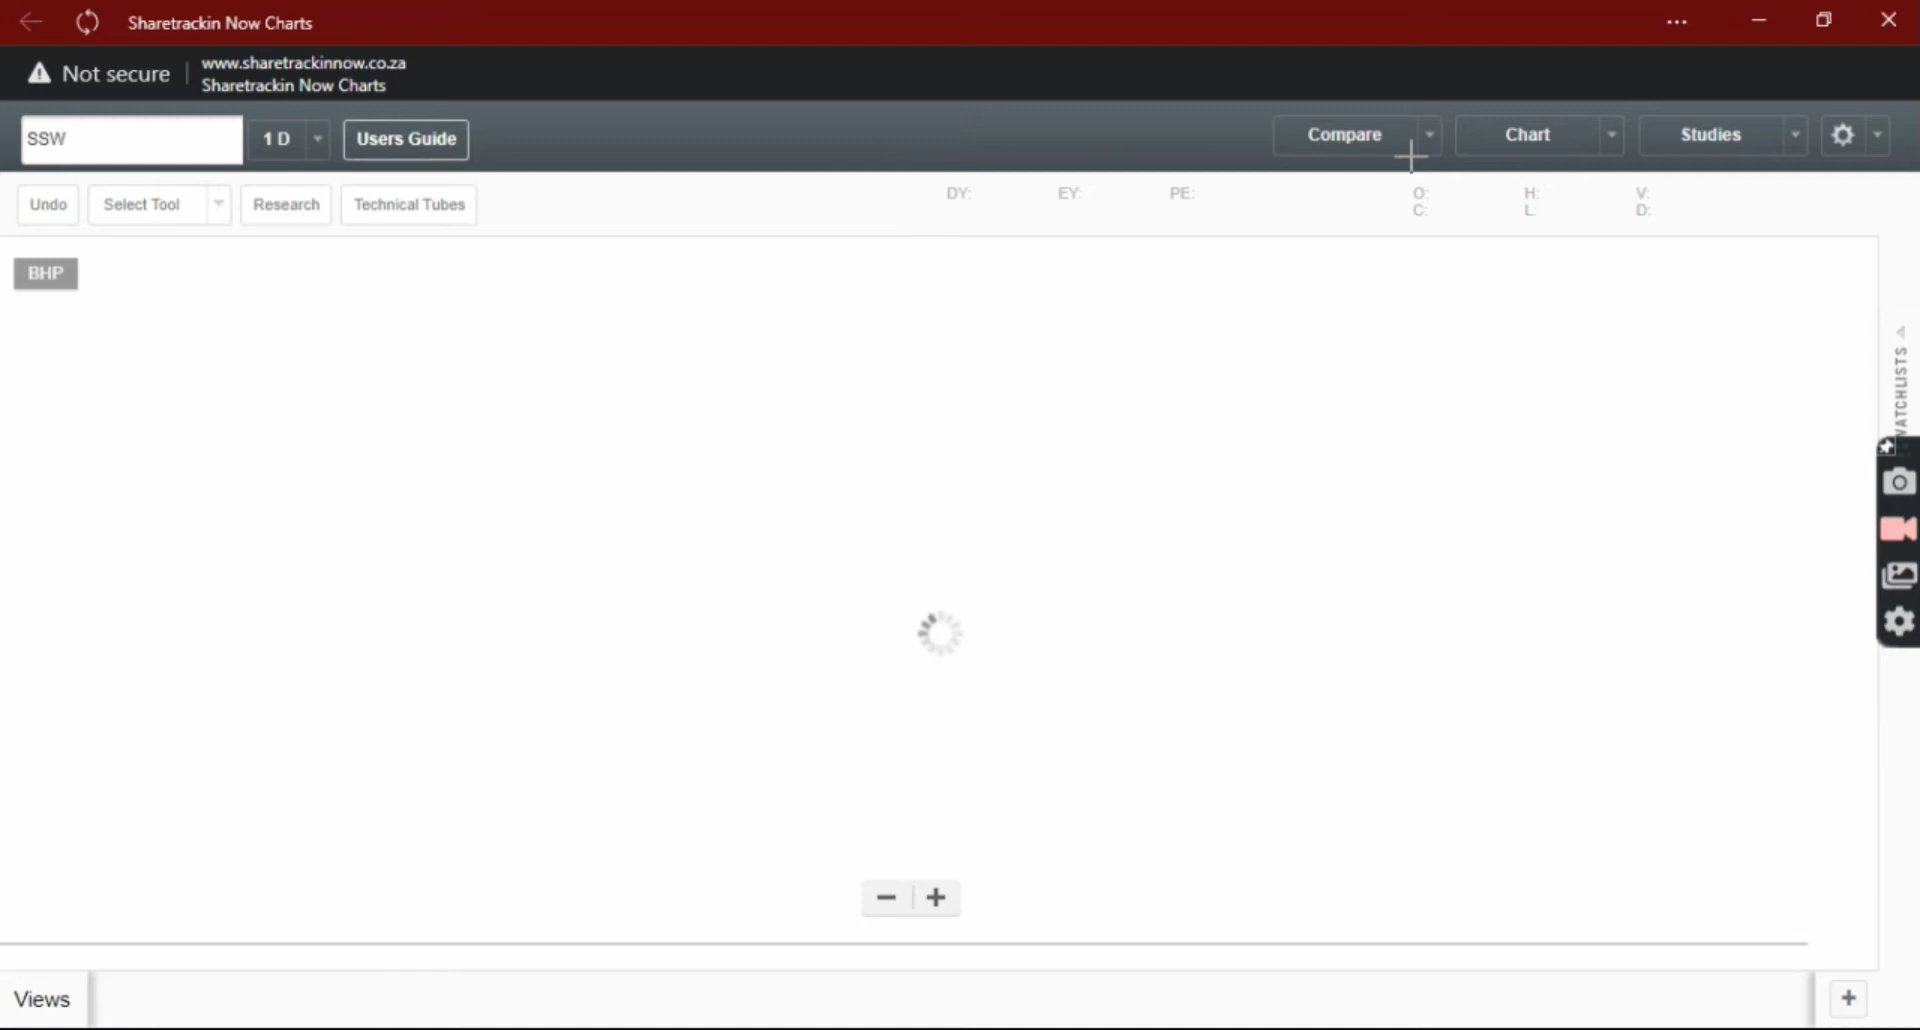 Sharetrackin Now Charts
Not secure
www.sharetrackinnow.co.za
Sharetrackin Now Charts
SSW
1 D
Users Guide
Compare
Chart
Studies
Undo
Select Tool
Research
Technical Tubes
DY:
EY:
PE:
O:
H:
V:
C:
L:
D:
BHP
WATCHLISTS
Views